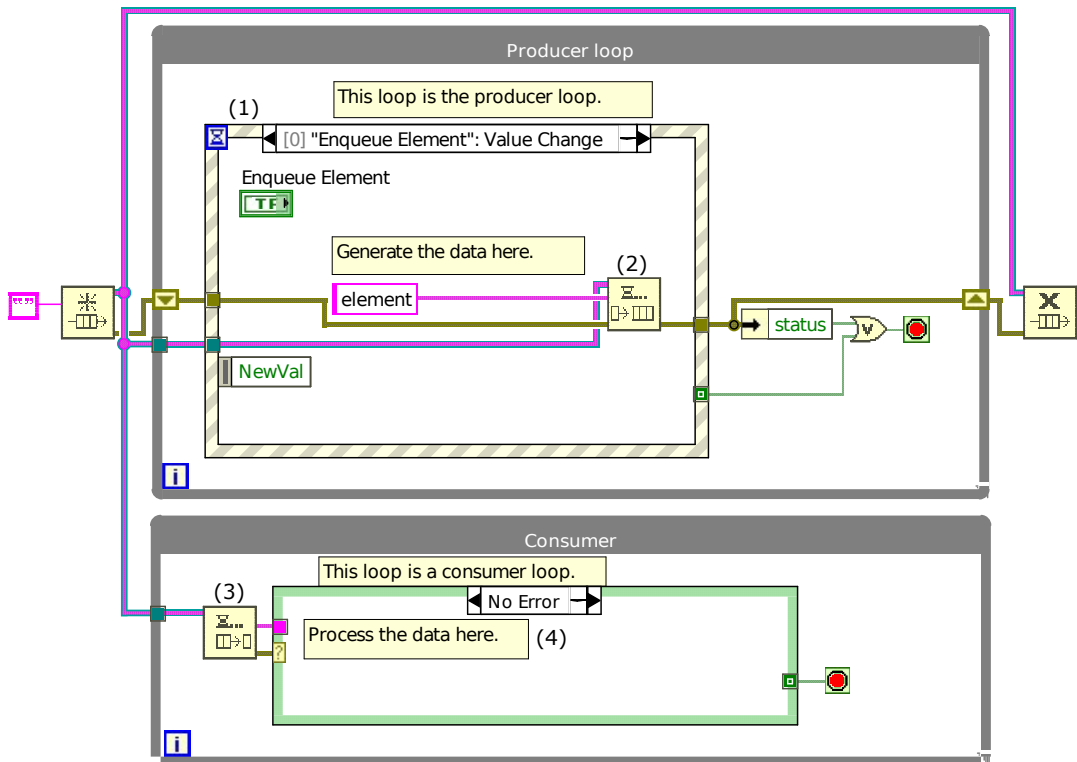 Producer loop
This loop is the producer loop.
(1)
[0] "Enqueue Element": Value Change
Enqueue Element
TF
Generate the data here.
(2)
element
""
status
v
NewVal
i
Consumer
This loop is a consumer loop.
(3)
No Error
Process the data here.
(4)
?
i